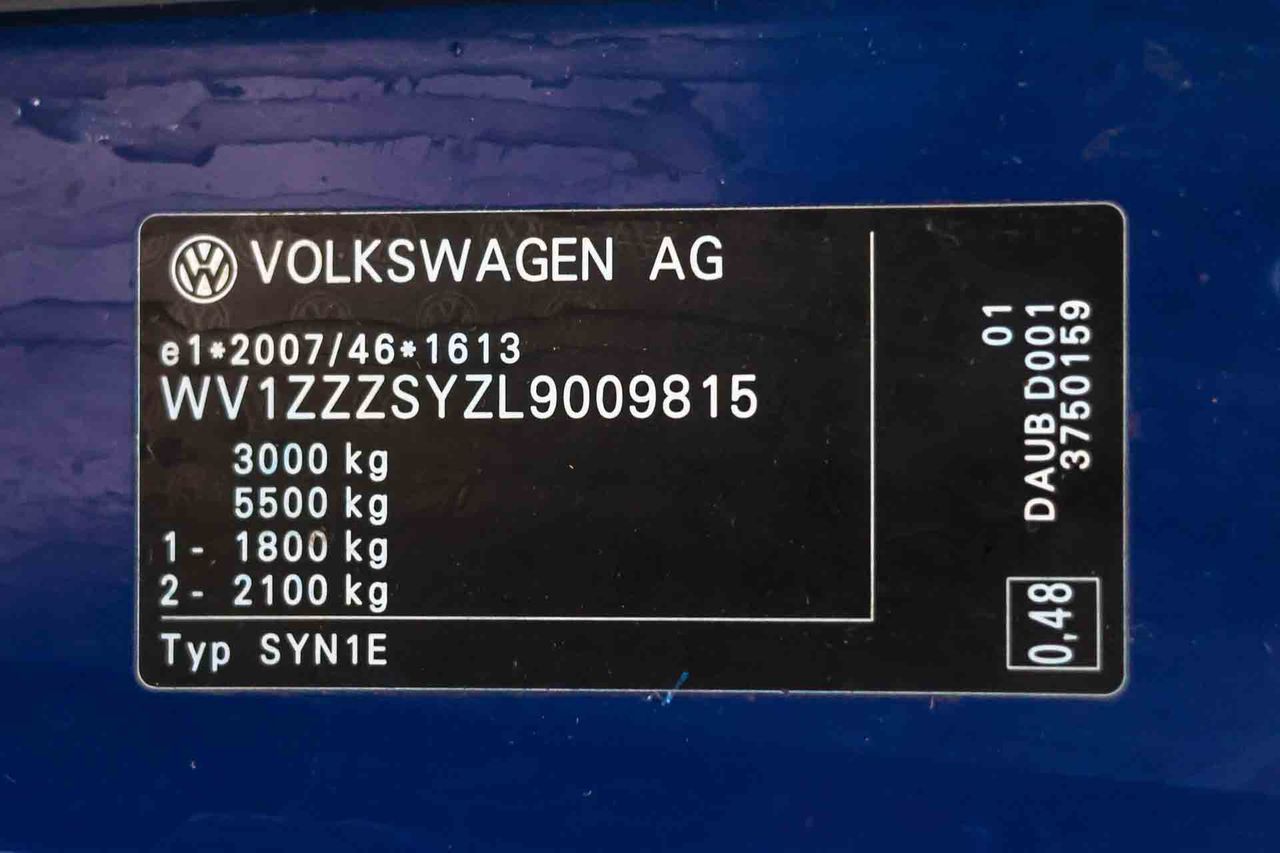 VOLKSWAGEN AG
e1*2007/46*1613
WV1ZZZSYZL9009815
3000 kg
5500 kg
1- 1800 kg
2- 2100 kg
Typ SYN1E
01
DAUB D001
3750159
0,48